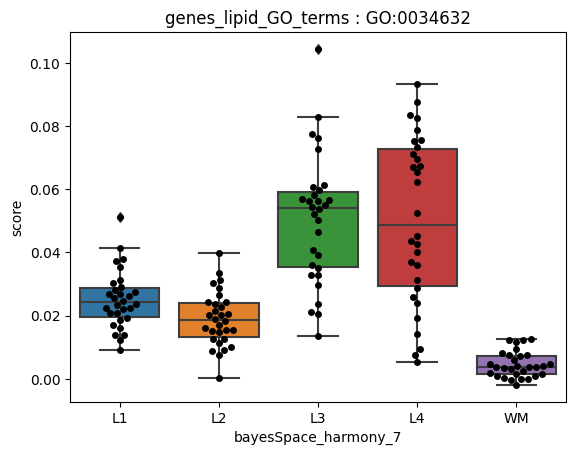 genes_lipid_GO_terms : GO:0034632
0.10
0.08
0.06
0.04
0.02
0.00
score
L1 L2 L3 L4 WM
bayesSpace_harmony_7